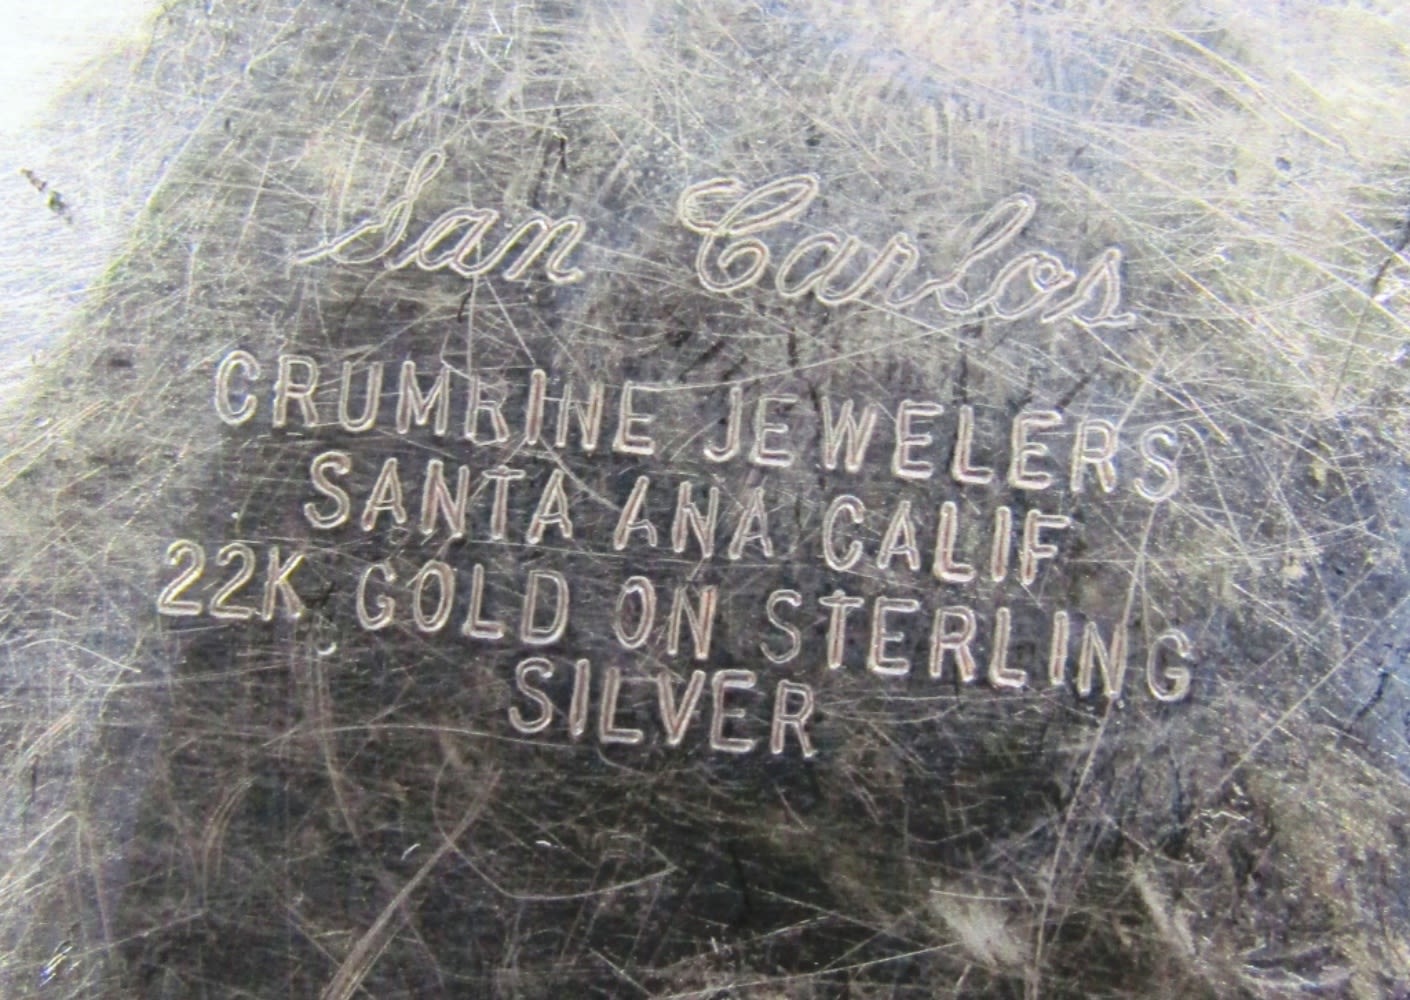 San Carlos
CRUMRINE JEWELERS
SANTA ANA CALIF
22K GOLD ON STERLING
SILVER